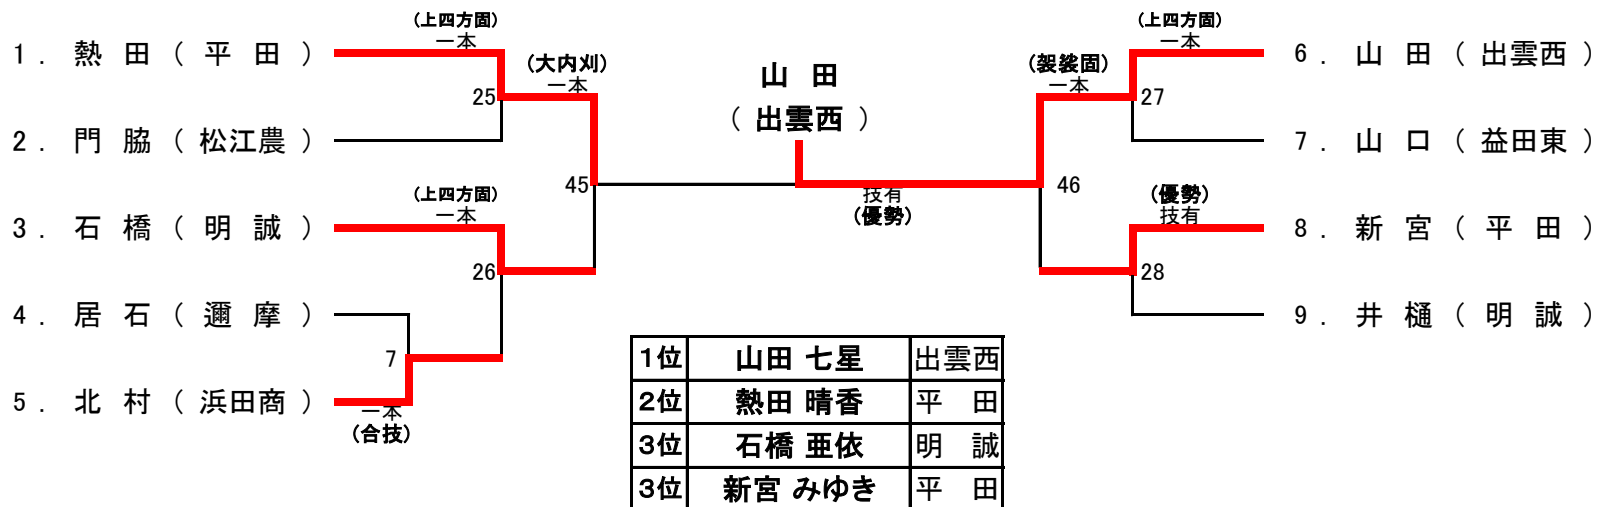 (上四方固)
一本
1． 熱 田 （ 平 田 ）
(大内刈)
一本
25
2． 門 脇 （ 松江農 ）
45
(上四方固)
一本
3． 石 橋 （ 明 誠 ）
26
4． 居 石 （ 邇 摩 ）
7
5． 北 村 （ 浜田商 ）
一本
(合技)
山 田
（ 出雲西 ）
技有
(優勢)
(上四方固)
一本
6． 山 田 （ 出雲西 ）
(袈裟固)
一本
27
7． 山 口 （ 益田東 ）
46
(優勢)
技有
8． 新 宮 （ 平 田 ）
28
9． 井 樋 （ 明 誠 ）
1位 山田 七星 出雲西
2位 熱田 晴香 平 田
3位 石橋 亜依 明 誠
3位 新宮 みゆき 平 田